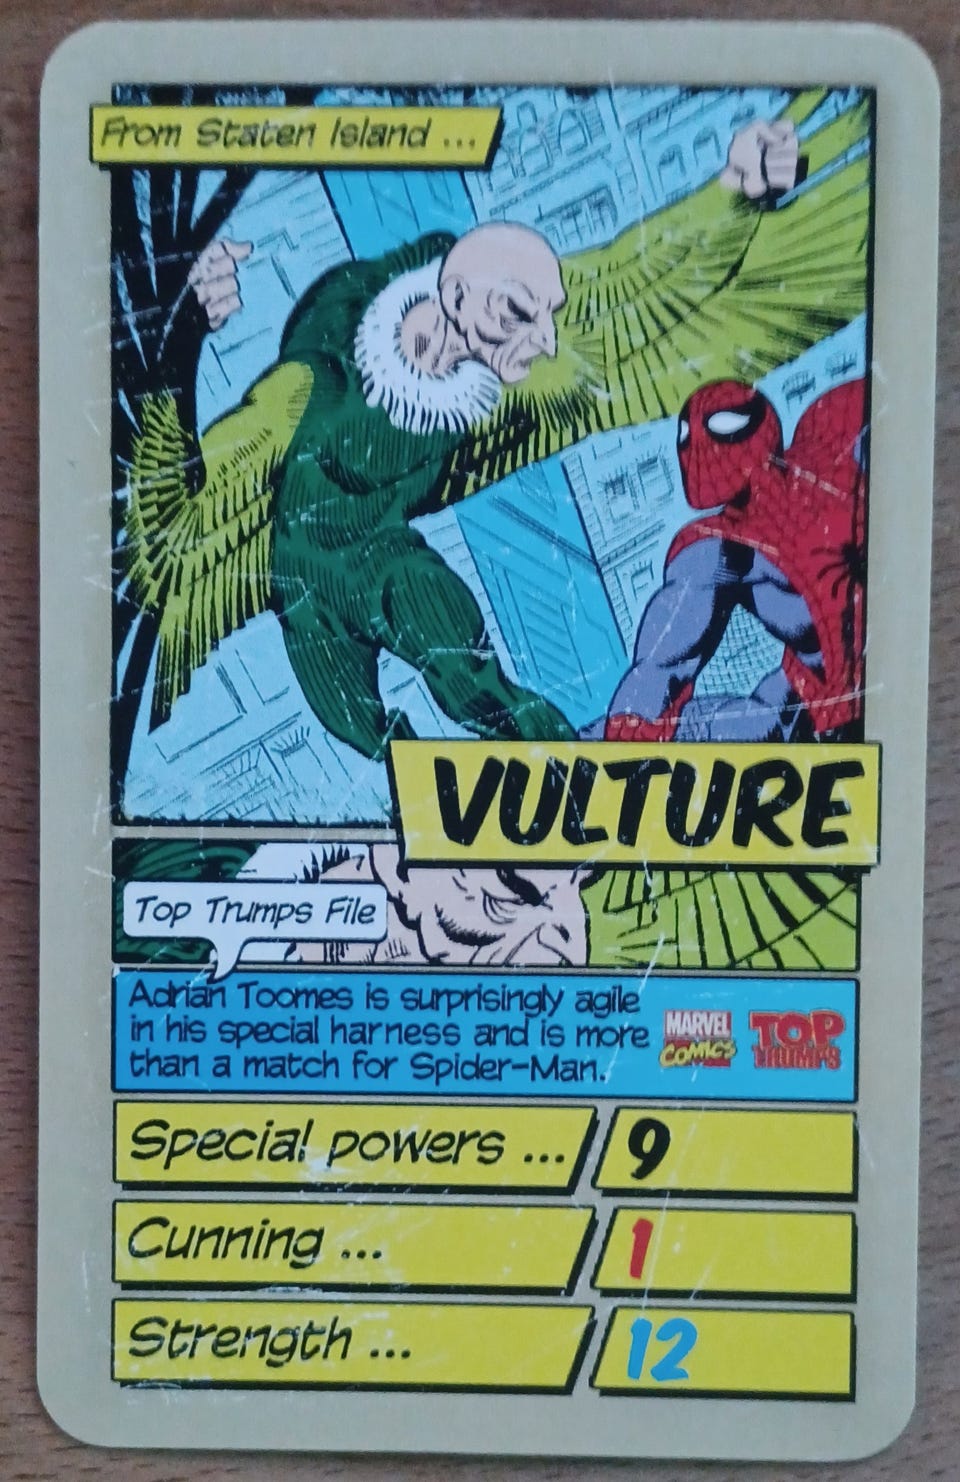 From Staten Island ...
VULTURE
Top Trumps File
Adrian Toomes is surprisingly agile
in his special harness and is more
than a match for Spider-Man.
MARVEL
COMICS
TOP
TRUMPS
Special powers ... 9
Cunning ... 1
Strength ... 12